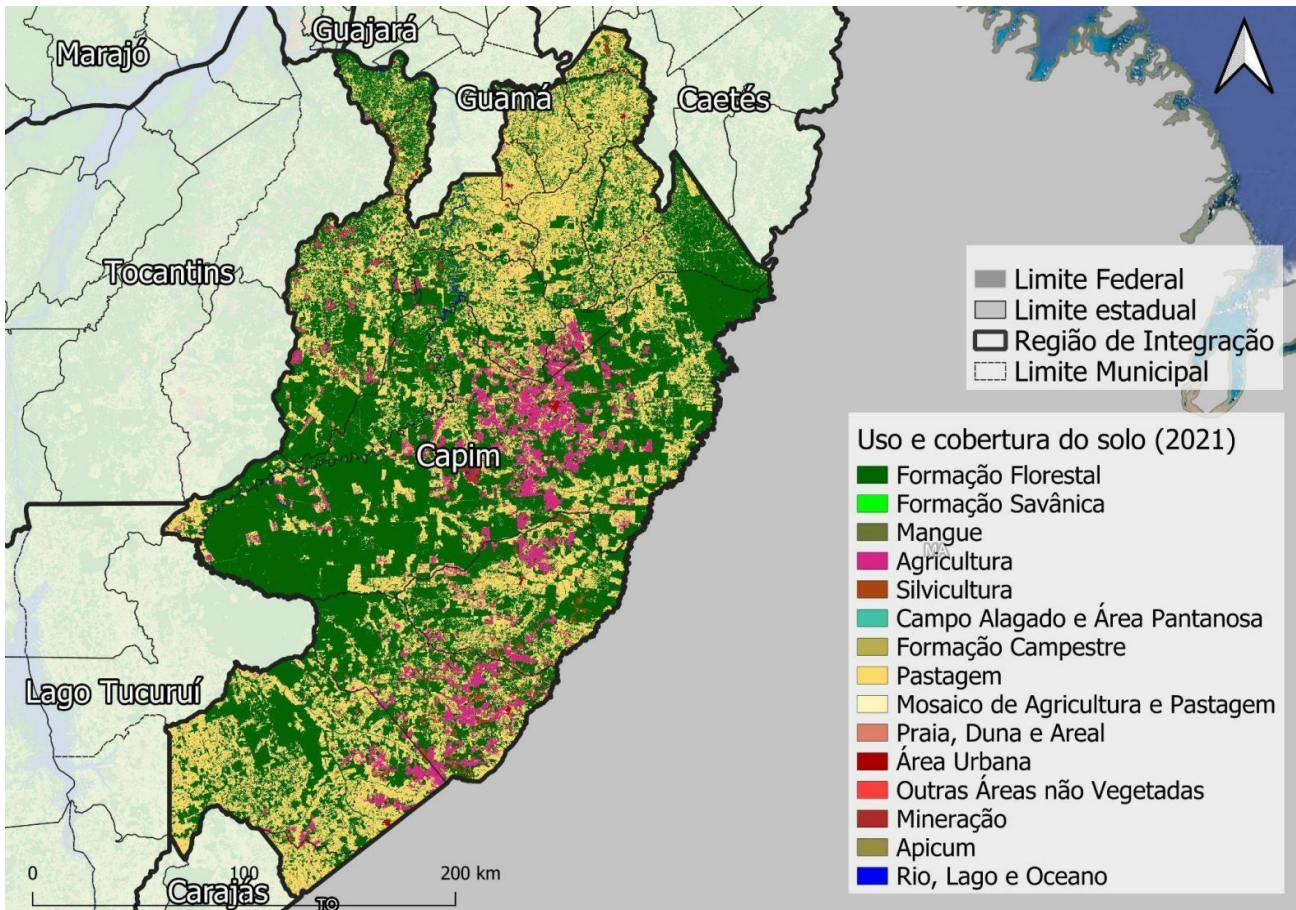 Guajará
Marajó
Guamá
Caetés
Tocantins
Capim
Lago Tucuruí
Carajás
TO
MA
0 100 200 km
Limite Federal
Limite estadual
Região de Integração
Limite Municipal
Uso e cobertura do solo (2021)
Formação Florestal
Formação Savânica
Mangue
Agricultura
Silvicultura
Campo Alagado e Área Pantanosa
Formação Campestre
Pastagem
Mosaico de Agricultura e Pastagem
Praia, Duna e Areal
Área Urbana
Outras Áreas não Vegetadas
Mineração
Apicum
Rio, Lago e Oceano